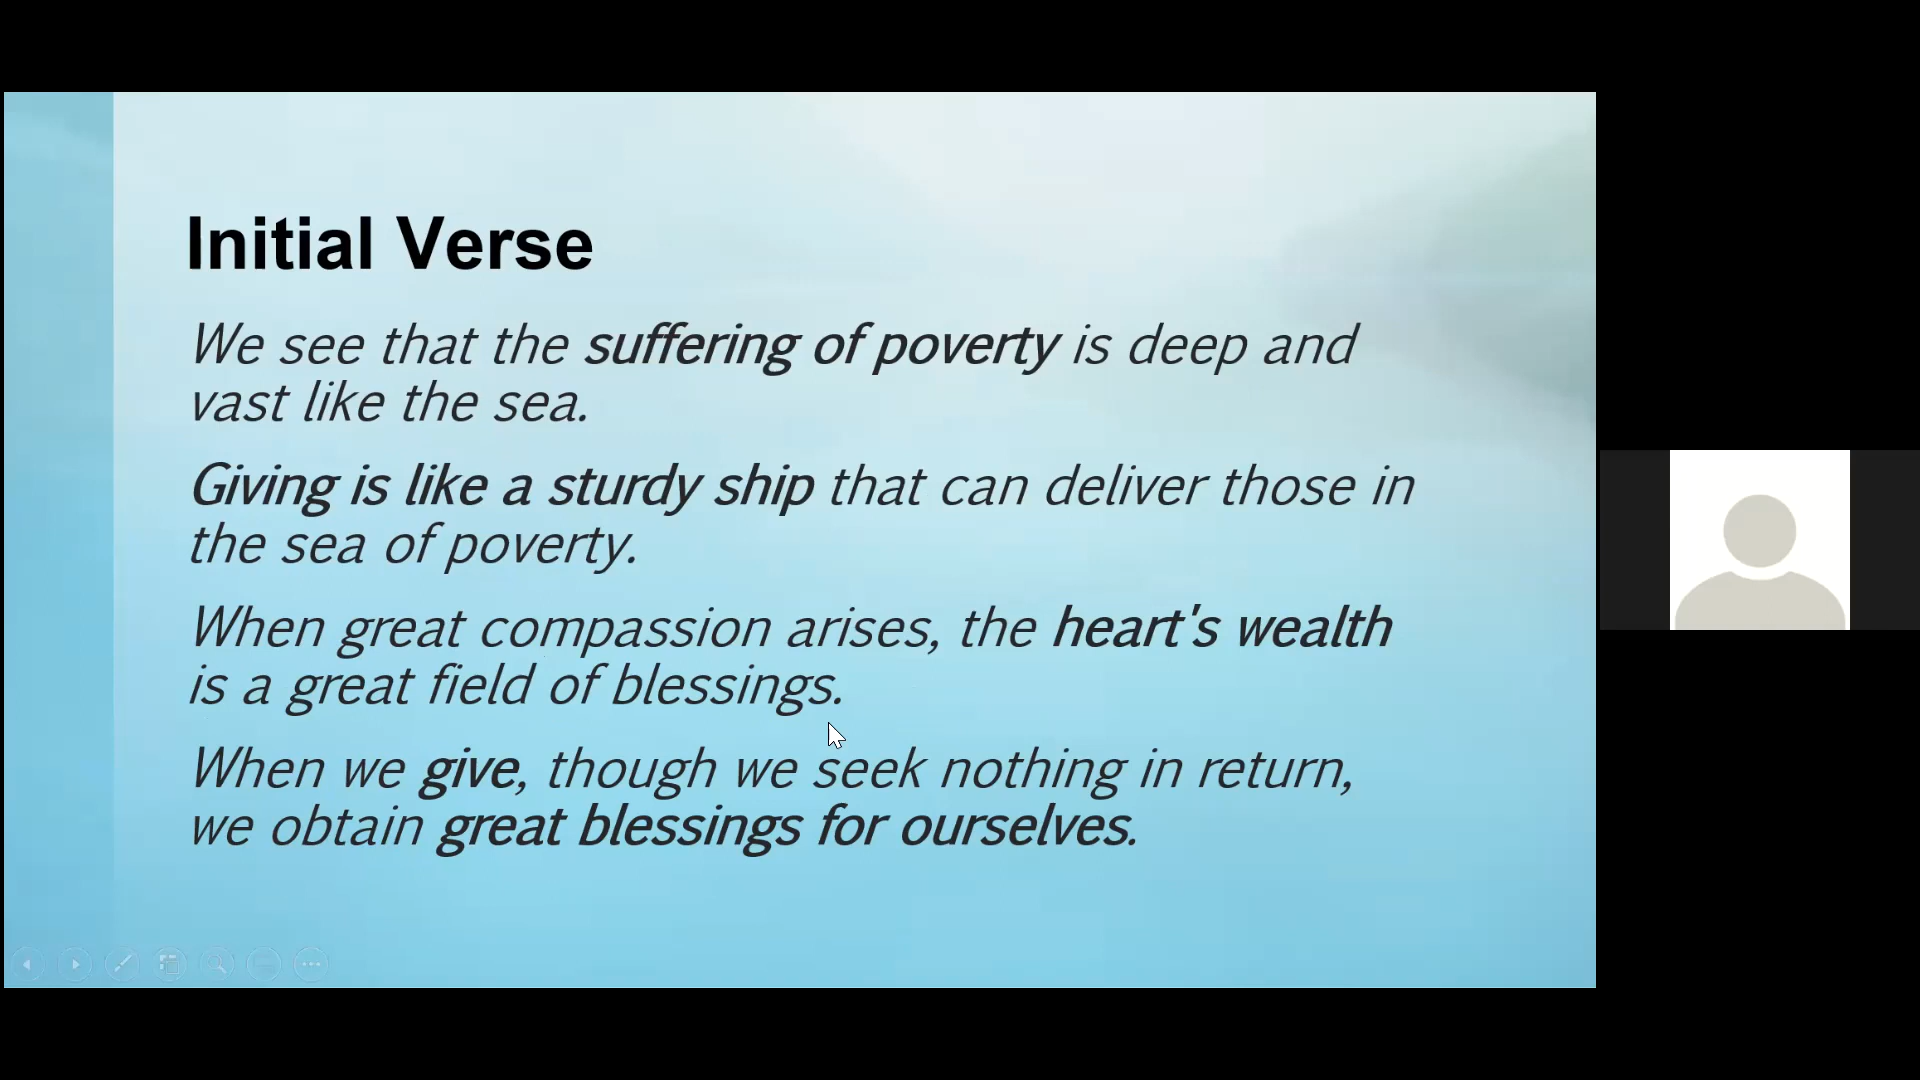 Initial Verse
We see that the suffering of poverty is deep and
vast like the sea.
Giving is like a sturdy ship that can deliver those in
the sea of poverty.
When great compassion arises, the heart's wealth
is a great field of blessings.
When we give, though we seek nothing in return,
we obtain great blessings for ourselves.